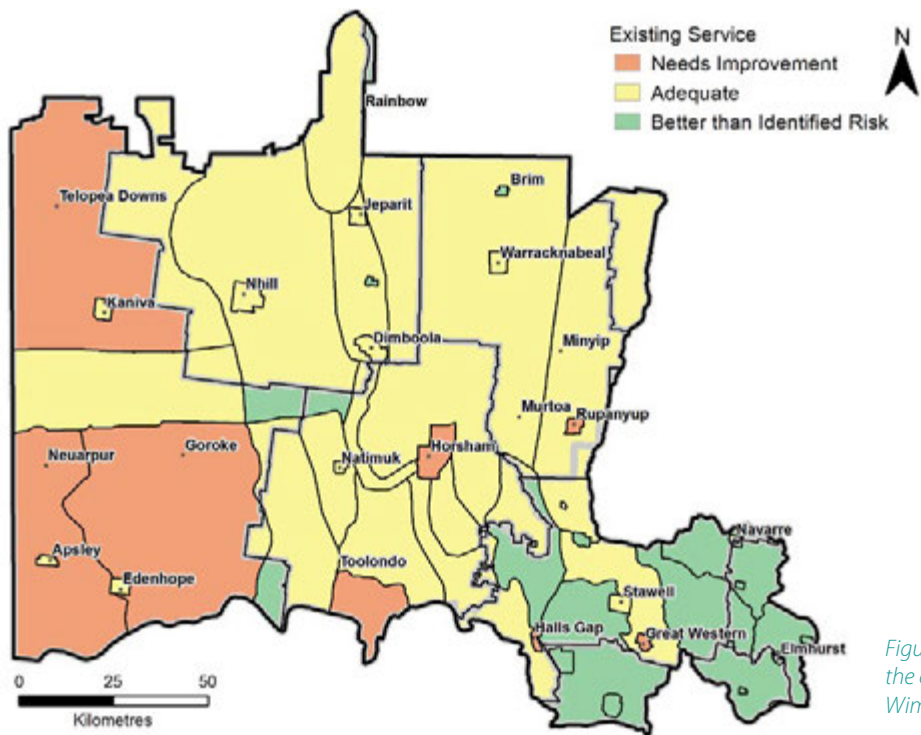 Existing Service
N
Needs Improvement
Adequate
Better than Identified Risk
Rainbow
Telopea Downs
Brim
Jeparit
Warracknabeal
Nhill
Kaniva
Dimboola
Minyip
Murtoa
Rupanyup
Neuarpur
Goroke
Natimuk
Horsham
Navarre
Apsley
Edenhope
Toolondo
Stawell
Halls Gap
Great Western
Elmhurst
0 25 50
Kilometres
the